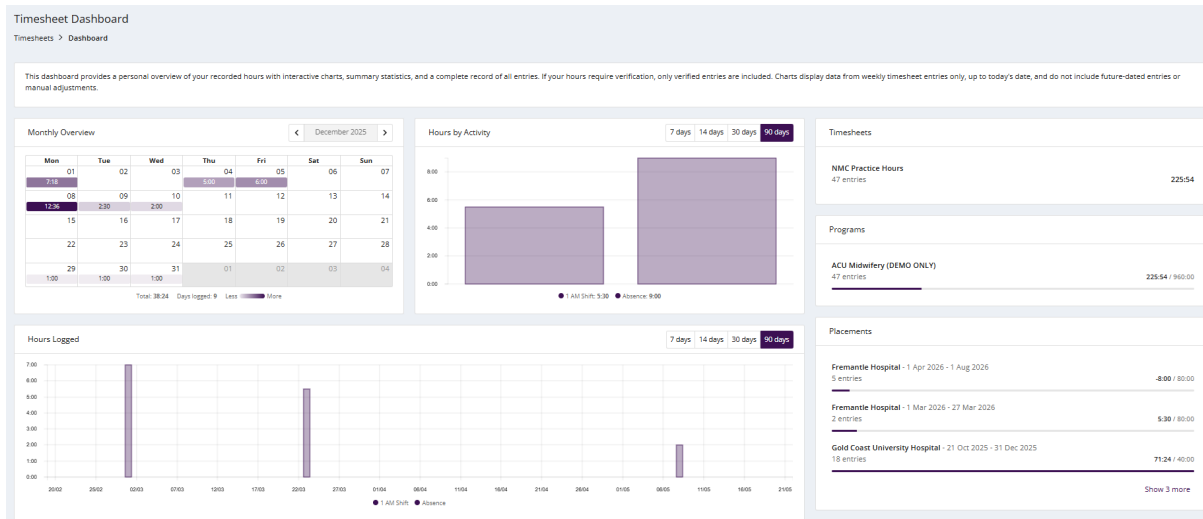 Timesheet Dashboard
Timesheets > Dashboard
This dashboard provides a personal overview of your recorded hours with interactive charts, summary statistics, and a complete record of all entries. If your hours require verification, only verified entries are included. Charts display data from weekly timesheet entries only, up to today's date, and do not include future-dated entries or
manual adjustments.
Monthly Overview
< December 2025 >
Mon Tue Wed Thu Fri Sat Sun
01 02 03 04 05 06 07
7:18 5:00 6:00
08 09 10 11 12 13 14
12:36 2:30 2:00
15 16 17 18 19 20 21
22 23 24 25 26 27 28
29 30 31 01 02 03 04
1:00 1:00 1:00
Total: 38:24 Days logged: 9 Less More
Hours by Activity
7 days 14 days 30 days 90 days
8:00
6:00
4:00
2:00
0:00
1 AM Shift: 5:30 Absence: 9:00
Timesheets
NMC Practice Hours
47 entries 225:54
Programs
ACU Midwifery (DEMO ONLY)
47 entries 225:54 / 960:00
Hours Logged
7 days 14 days 30 days 90 days
7:00
6:00
5:00
4:00
3:00
2:00
1:00
0:00
20/02 25/02 02/03 07/03 12/03 17/03 22/03 27/03 01/04 06/04 11/04 16/04 21/04 26/04 01/05 06/05 11/05 16/05 21/05
1 AM Shift Absence
Placements
Fremantle Hospital - 1 Apr 2026 - 1 Aug 2026
5 entries -8:00 / 80:00
Fremantle Hospital - 1 Mar 2026 - 27 Mar 2026
2 entries 5:30 / 80:00
Gold Coast University Hospital - 21 Oct 2025 - 31 Dec 2025
18 entries 71:24 / 40:00
Show 3 more